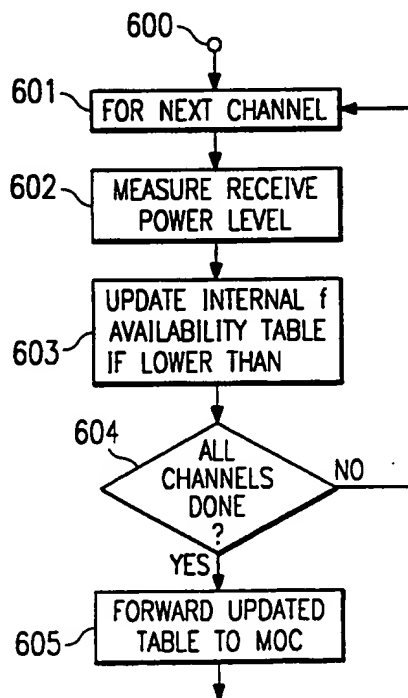 600
601
FOR NEXT CHANNEL
602
MEASURE RECEIVE
POWER LEVEL
603
UPDATE INTERNAL f
AVAILABILITY TABLE
IF LOWER THAN
604
ALL
CHANNELS
DONE
?
NO
YES
605
FORWARD UPDATED
TABLE TO MOC